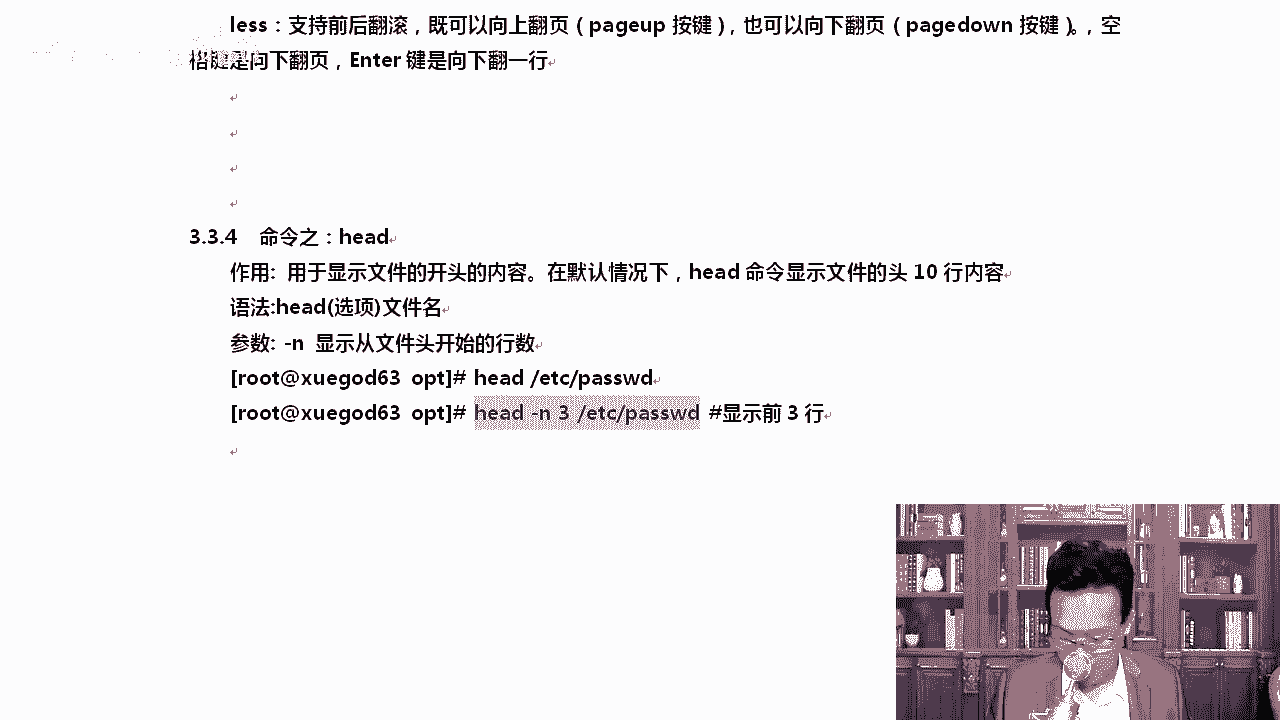 less：支持前后翻滚，既可以向上翻页（pageup 按键），也可以向下翻页（pagedown 按键）。，空
格键是向下翻页，Enter 键是向下翻一行
3.3.4 命令之：head
作用: 用于显示文件的开头的内容。在默认情况下，head 命令显示文件的头 10 行内容
语法:head(选项)文件名
参数: -n 显示从文件头开始的行数
[root@xuegod63 opt]# head /etc/passwd
[root@xuegod63 opt]# head -n 3 /etc/passwd #显示前 3 行